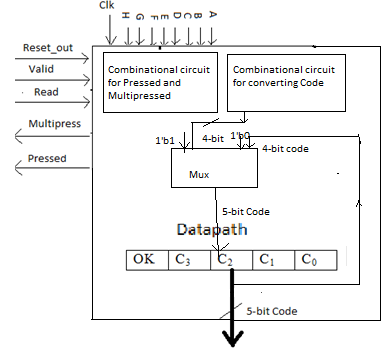 Clk
H G F E D C B A
Reset_out
Valid
Read
Multipress
Pressed
Combinational circuit
for Pressed and
Multipressed
Combinational circuit
for converting Code
1'b1
4-bit
1'b0
4-bit code
Mux
5-bit Code
Datapath
OK C3 C2 C1 C0
5-bit Code